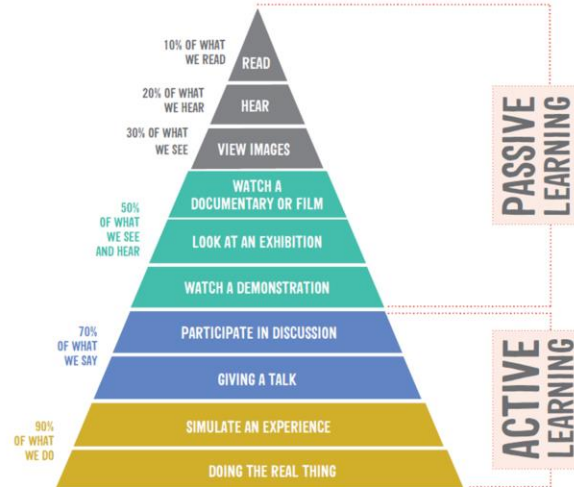 10% OF WHAT
WE READ
READ
20% OF WHAT
WE HEAR
HEAR
30% OF WHAT
WE SEE
VIEW IMAGES
50%
OF WHAT
WE SEE
AND HEAR
WATCH A
DOCUMENTARY OR FILM
LOOK AT AN EXHIBITION
WATCH A DEMONSTRATION
PASSIVE
LEARNING
70%
OF WHAT
WE SAY
PARTICIPATE IN DISCUSSION
GIVING A TALK
90%
OF WHAT
WE DO
SIMULATE AN EXPERIENCE
DOING THE REAL THING
ACTIVE
LEARNING